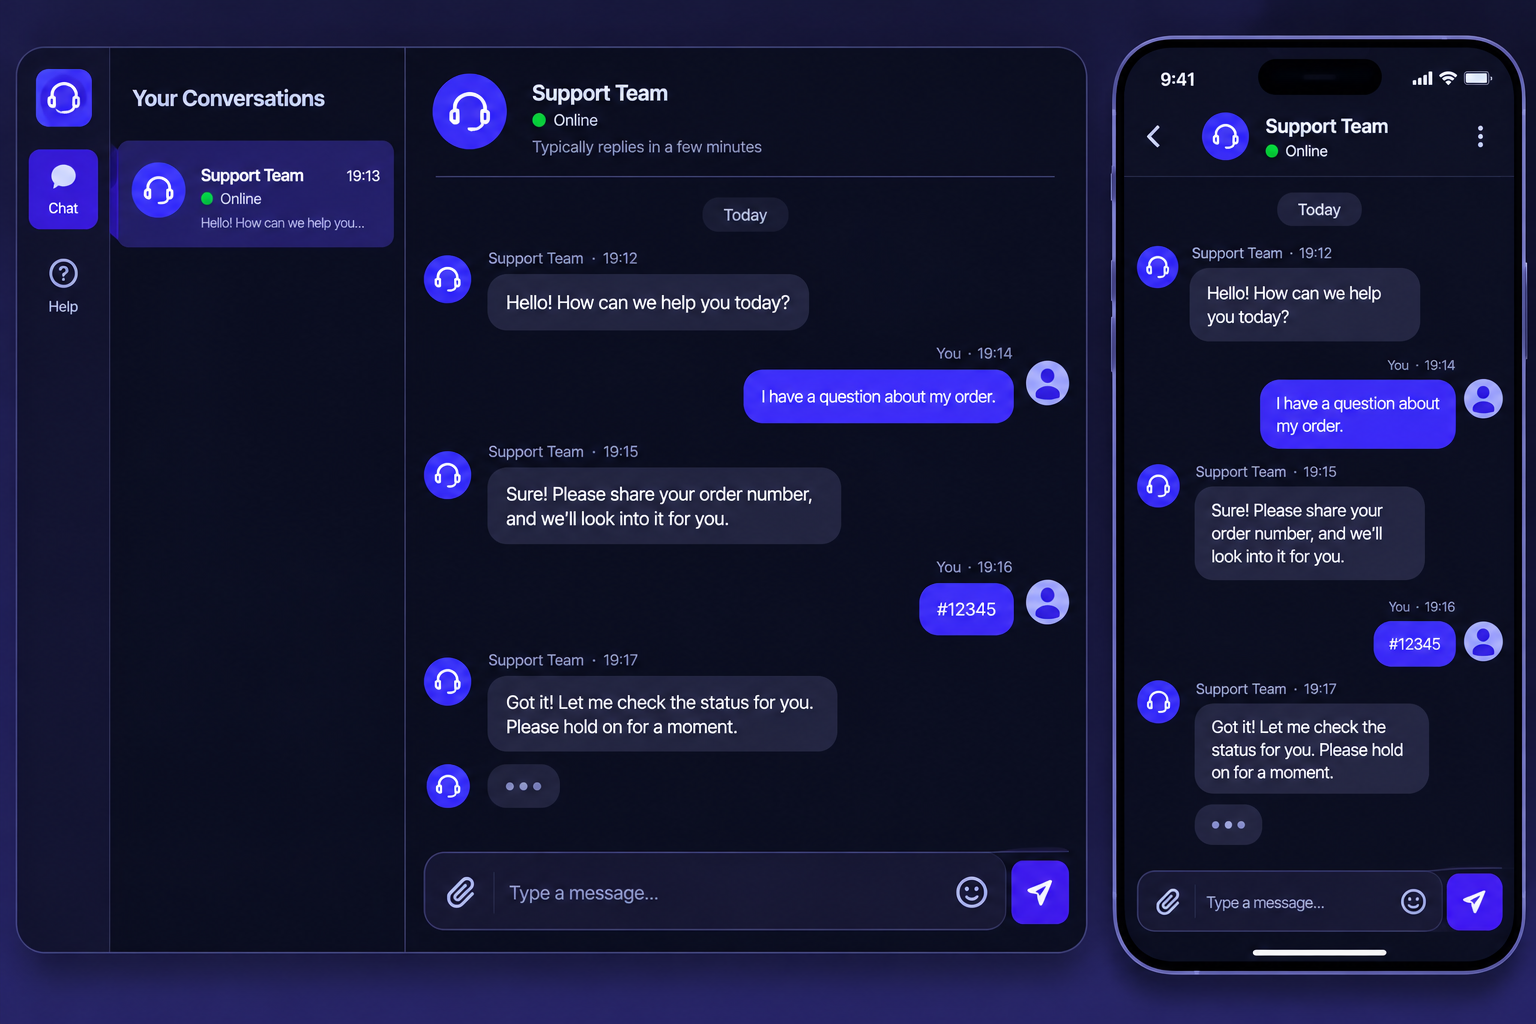 Chat
Help
Your Conversations
Support Team 19:13
Online
Hello! How can we help you...
Support Team
Online
Typically replies in a few minutes
Today
Support Team · 19:12
Hello! How can we help you today?
You · 19:14
I have a question about my order.
Support Team · 19:15
Sure! Please share your order number,
and we'll look into it for you.
You · 19:16
#12345
Support Team · 19:17
Got it! Let me check the status for you.
Please hold on for a moment.
Type a message...
9:41
Support Team
Online
Today
Support Team · 19:12
Hello! How can we help
you today?
You · 19:14
I have a question about
my order.
Support Team · 19:15
Sure! Please share your
order number, and we'll
look into it for you.
You · 19:16
#12345
Support Team · 19:17
Got it! Let me check the
status for you. Please hold
on for a moment.
Type a message...